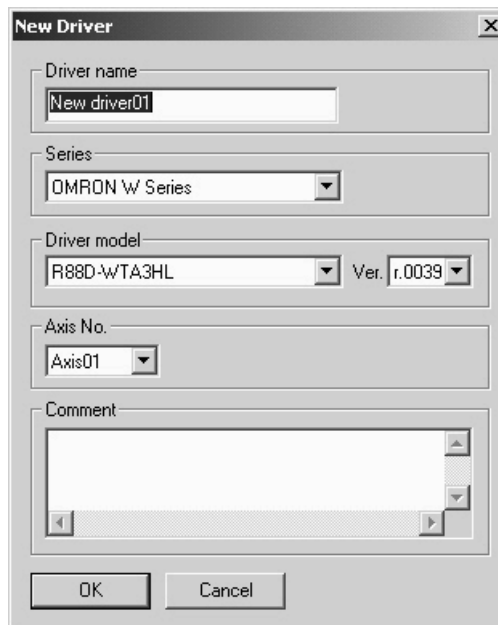 New Driver
Driver name
New driver01
Series
OMRON W Series
Driver model
R88D-WTA3HL Ver. r.0039
Axis No.
Axis01
Comment
OK Cancel